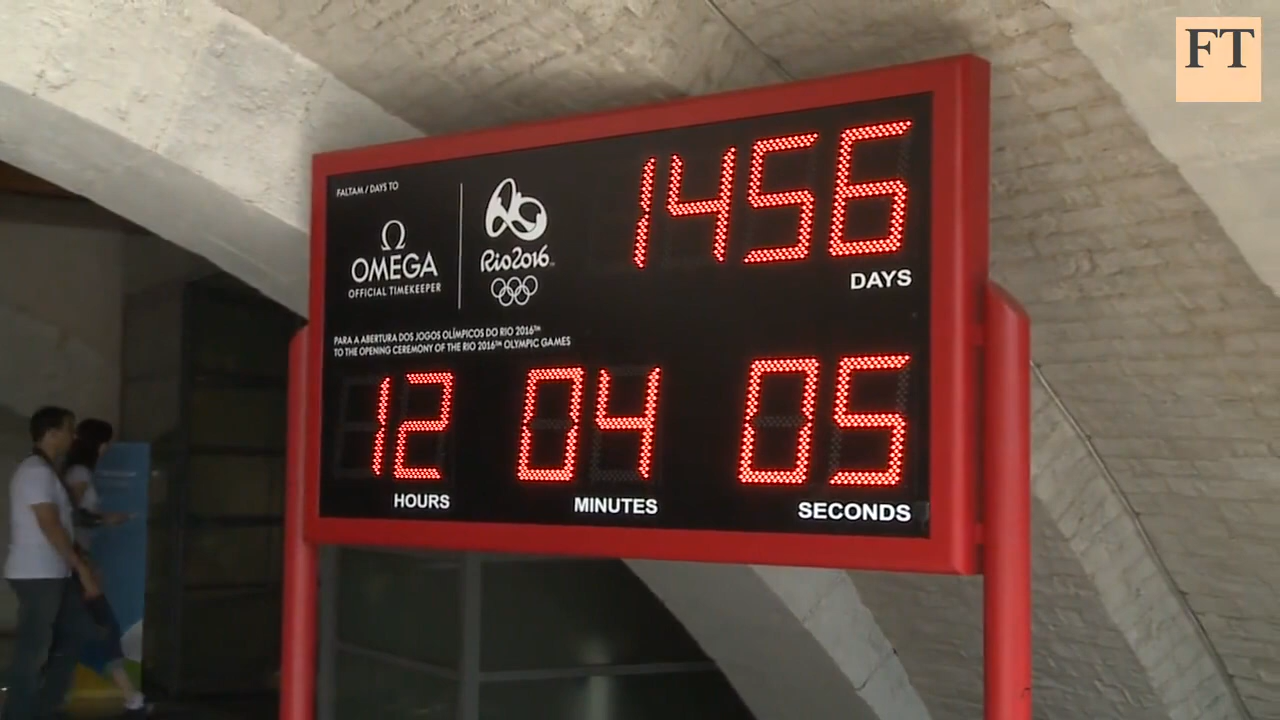 FT
FALTAM / DAYS TO
Ω
OMEGA
OFFICIAL TIMEKEEPER
Rio2016™
1456
DAYS
PARA A ABERTURA DOS JOGOS OLÍMPICOS DO RIO 2016™
TO THE OPENING CEREMONY OF THE RIO 2016™ OLYMPIC GAMES
12 04 05
HOURS MINUTES SECONDS